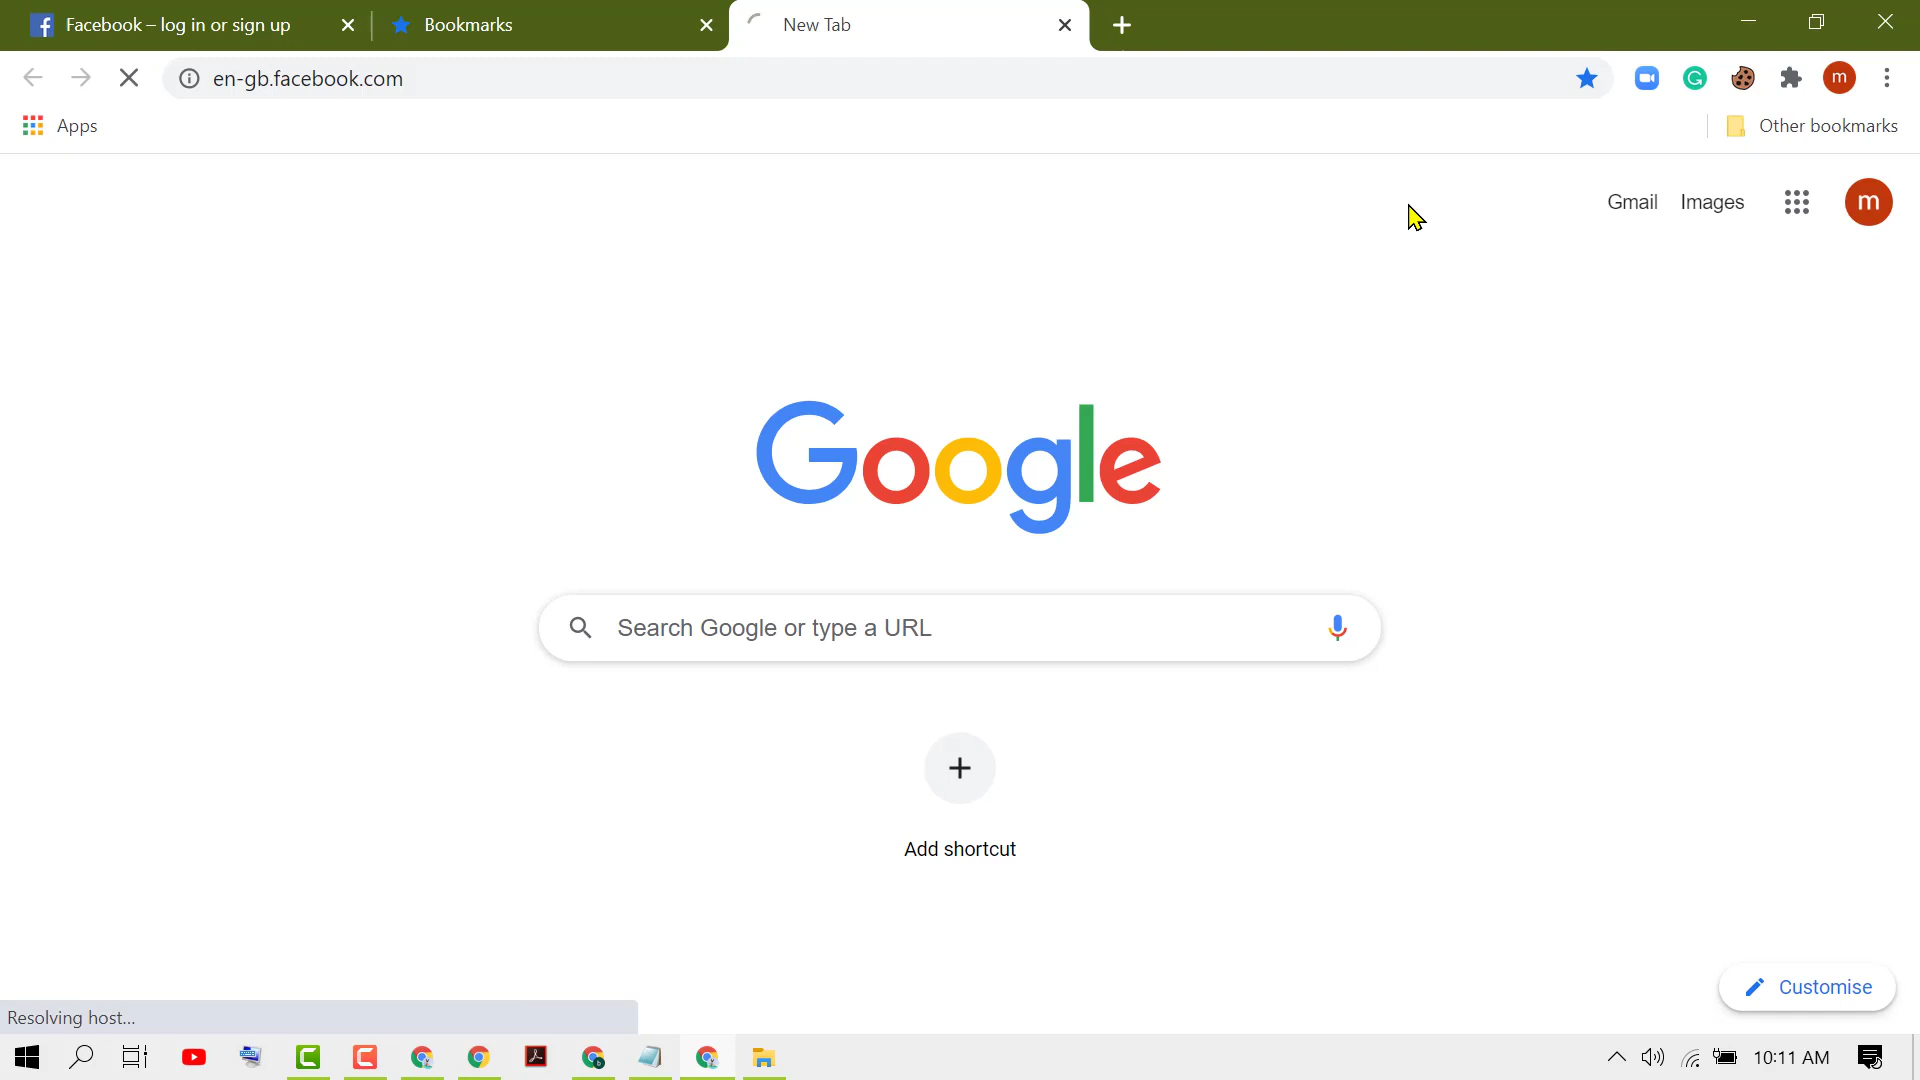 Facebook – log in or sign up
Bookmarks
New Tab
en-gb.facebook.com
m
Apps
Other bookmarks
Gmail
Images
m
Google
Search Google or type a URL
Add shortcut
Customise
Resolving host...
10:11 AM